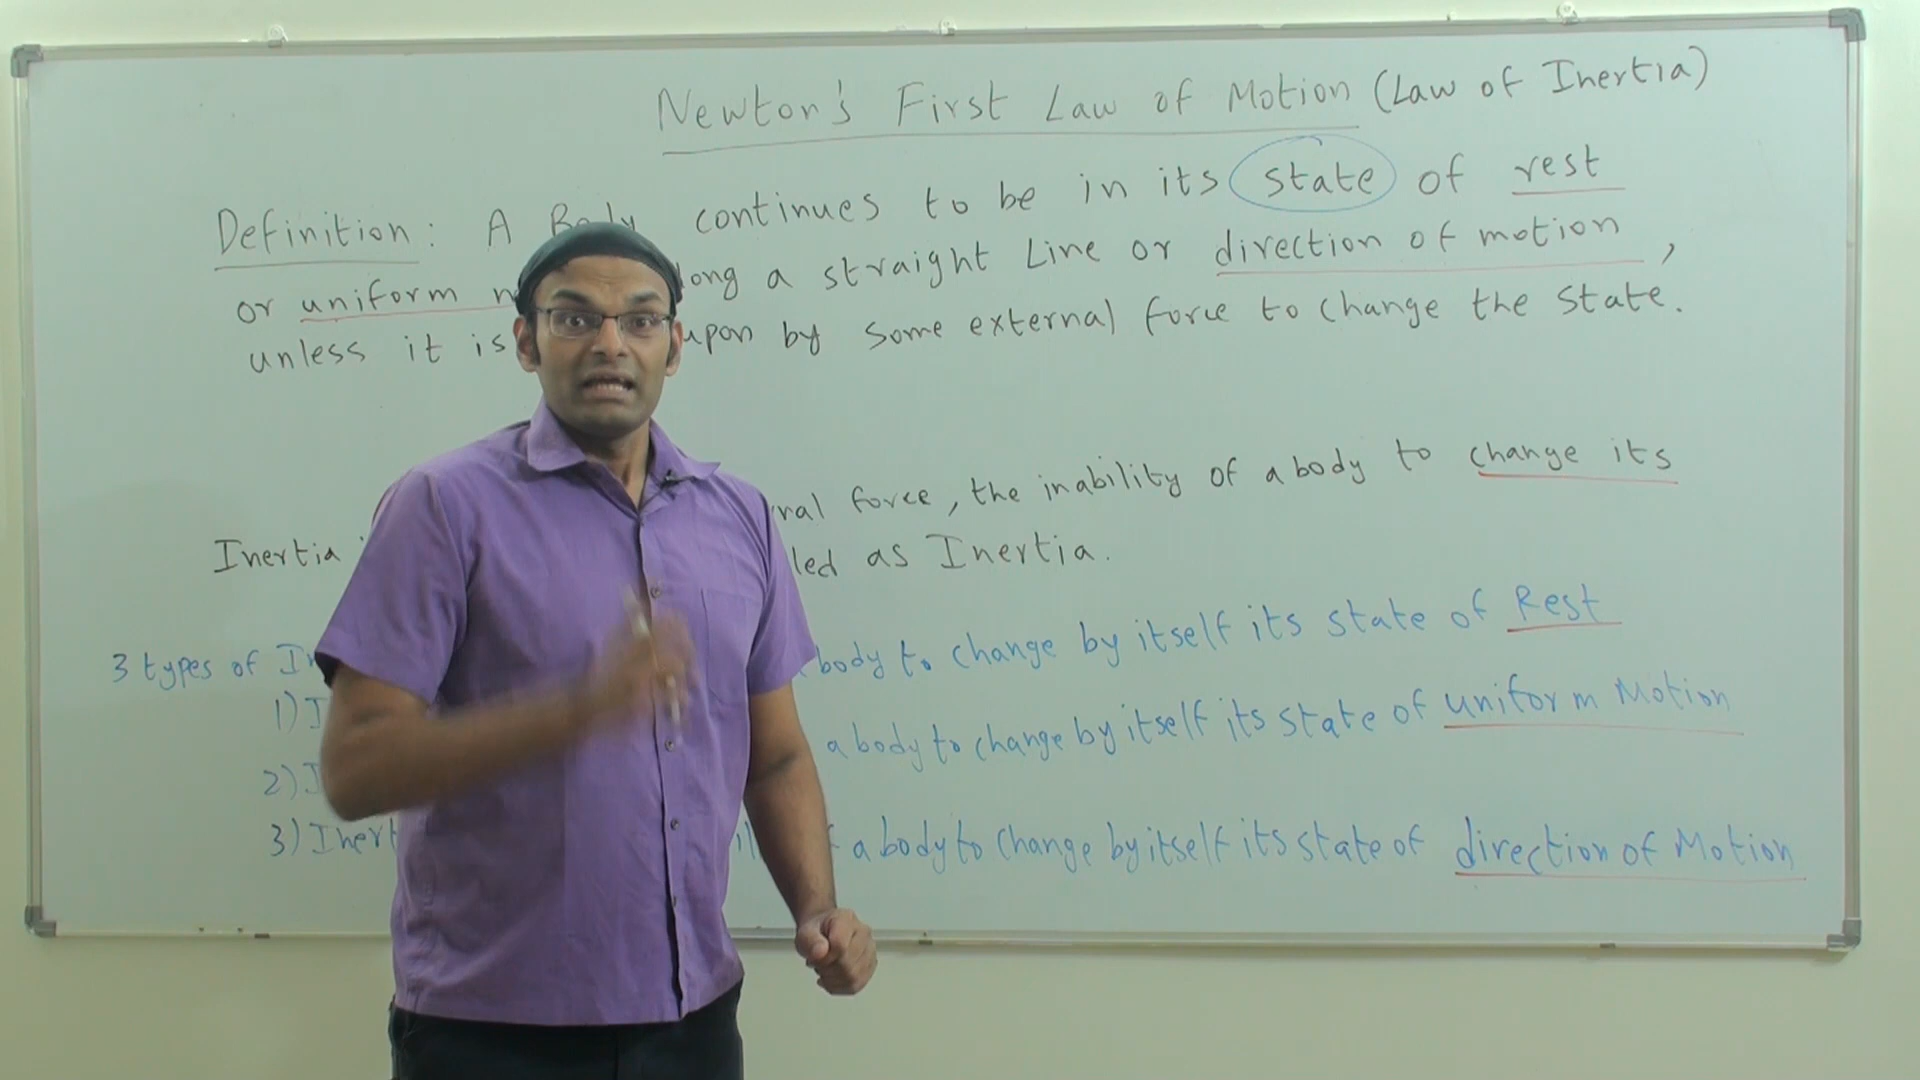 Newton's First Law of Motion (Law of Inertia)
Definition: A Body continues to be in its state of rest
or uniform long a straight Line or direction of motion,
unless it is upon by some external force to change the state.
nal force, the inability of a body to change its
Inertia led as Inertia.
3 types of In body to change by itself its state of Rest
1) I a body to change by itself its state of uniform Motion
2) I
3) Inert a body to change by itself its state of direction of Motion